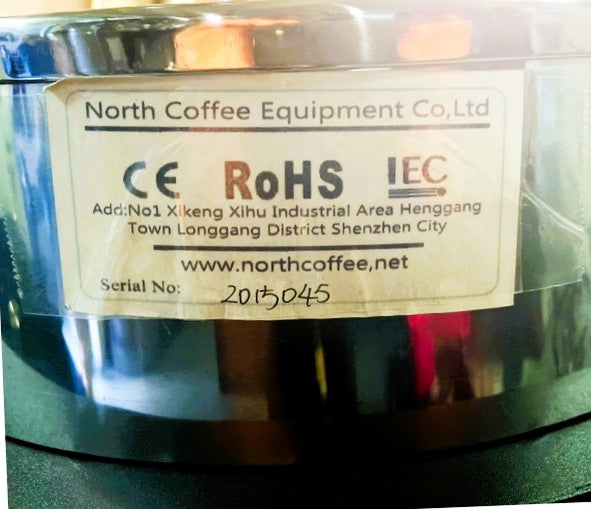 North Coffee Equipment Co,Ltd
CE RoHS IEC
Add:No1 Xikeng Xihu Industrial Area Henggang
Town Longgang District Shenzhen City
www.northcoffee,net
Serial No: 2015045